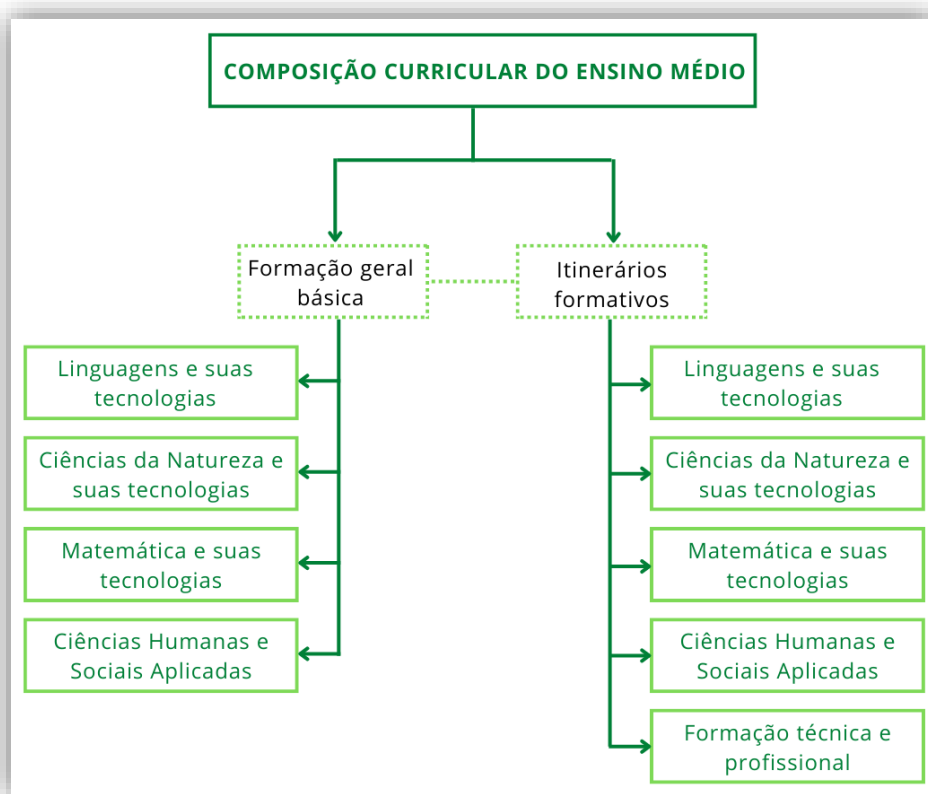 COMPOSIÇÃO CURRICULAR DO ENSINO MÉDIO
Formação geral
básica
Itinerários
formativos
Linguagens e suas
tecnologias
Ciências da Natureza e
suas tecnologias
Matemática e suas
tecnologias
Ciências Humanas e
Sociais Aplicadas
Linguagens e suas
tecnologias
Ciências da Natureza e
suas tecnologias
Matemática e suas
tecnologias
Ciências Humanas e
Sociais Aplicadas
Formação técnica e
profissional